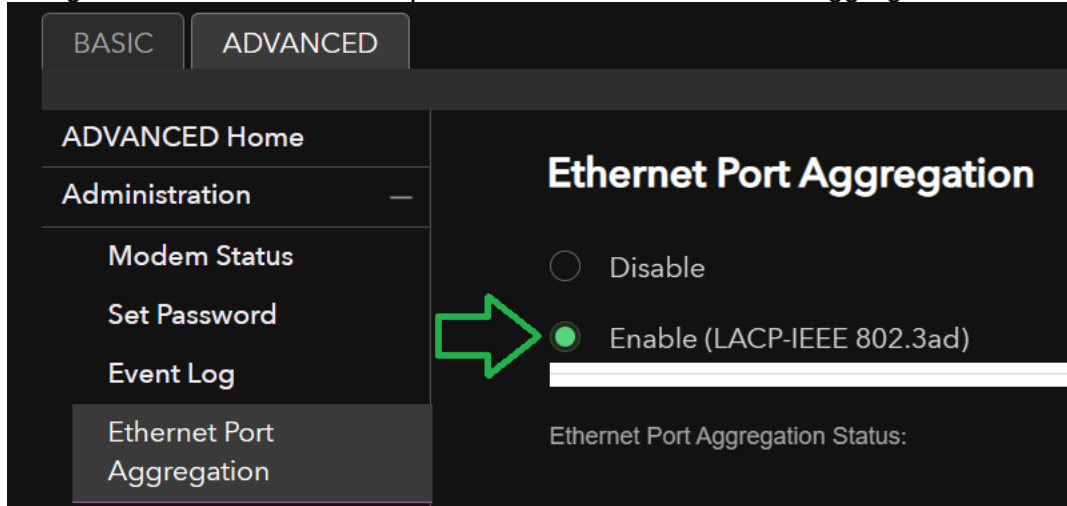 BASIC ADVANCED
ADVANCED Home
Administration
Modem Status
Set Password
Event Log
Ethernet Port
Aggregation
Ethernet Port Aggregation
Disable
Enable (LACP-IEEE 802.3ad)
Ethernet Port Aggregation Status: